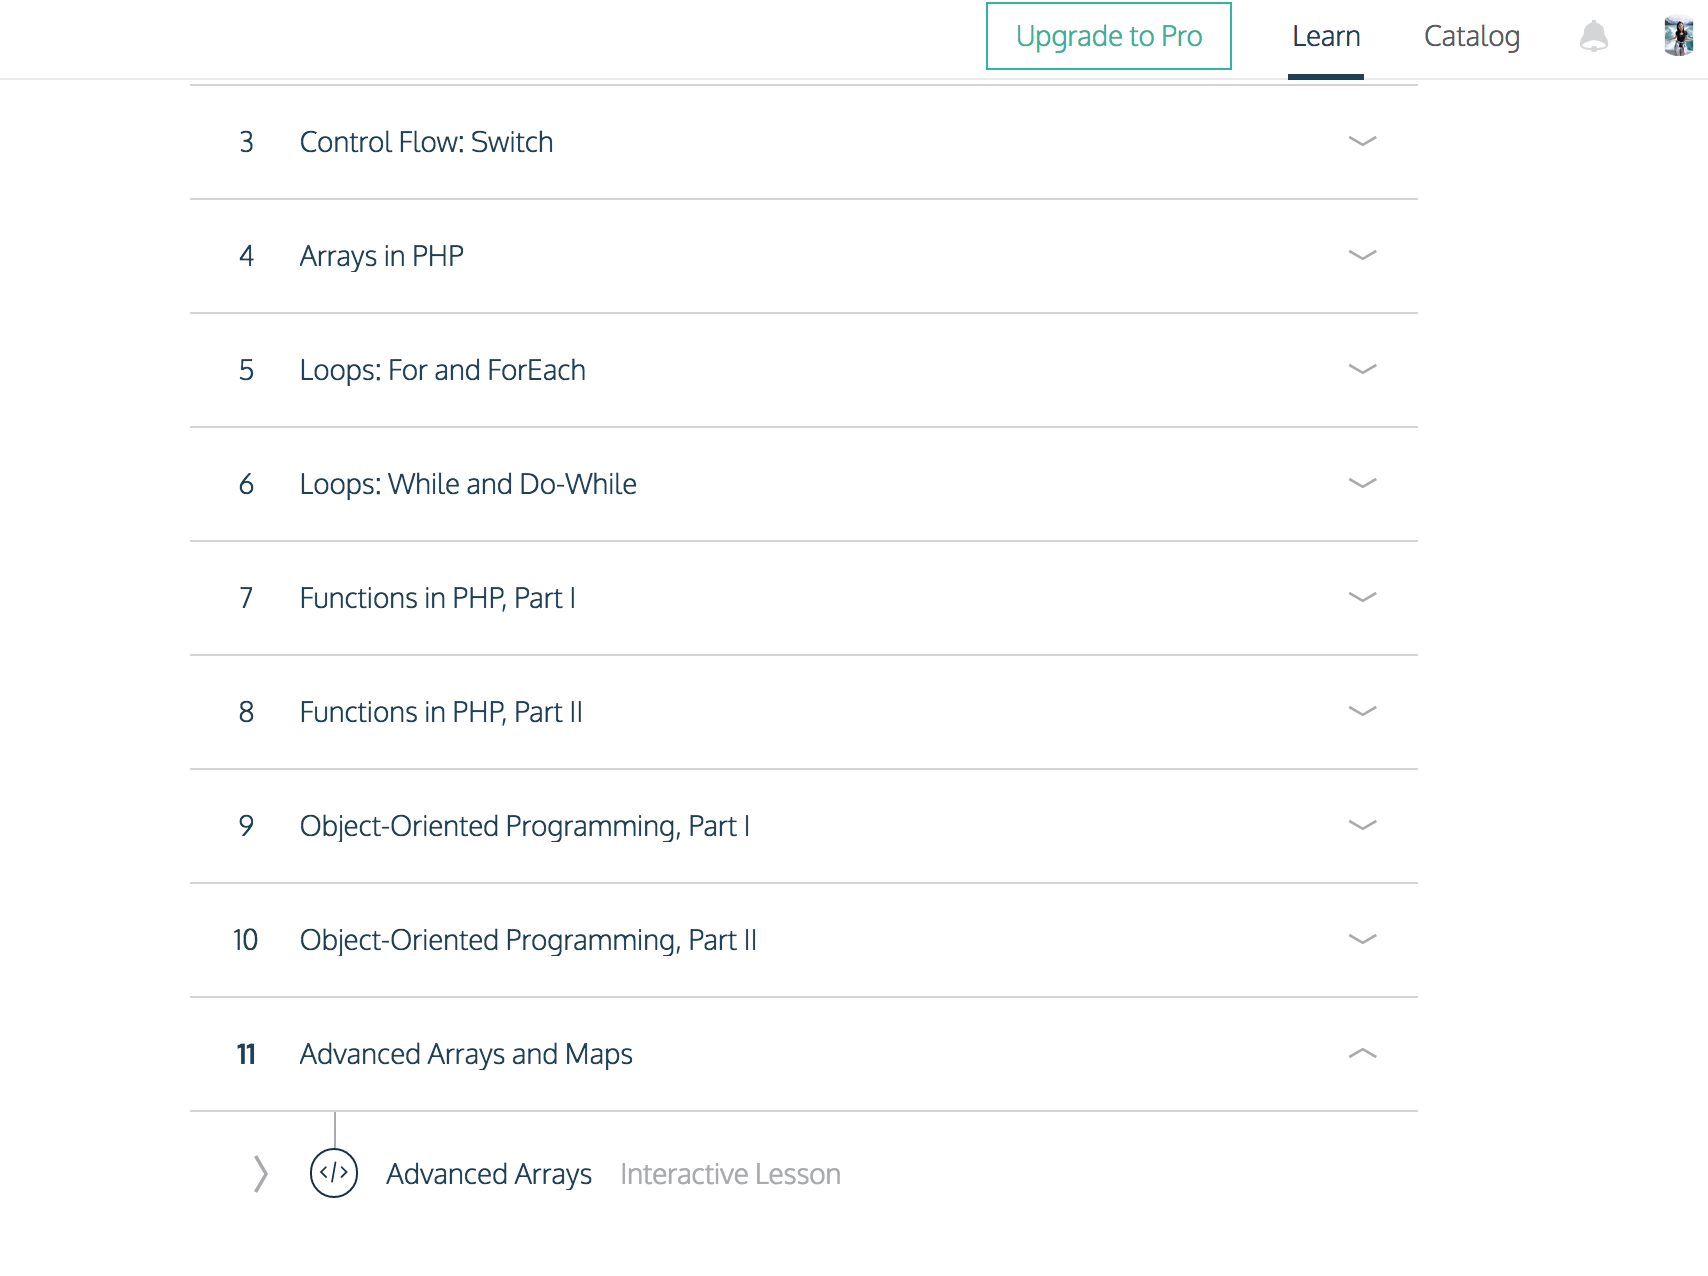 Upgrade to Pro Learn Catalog
3 Control Flow: Switch
4 Arrays in PHP
5 Loops: For and ForEach
6 Loops: While and Do-While
7 Functions in PHP, Part I
8 Functions in PHP, Part II
9 Object-Oriented Programming, Part I
10 Object-Oriented Programming, Part II
11 Advanced Arrays and Maps
</> Advanced Arrays Interactive Lesson